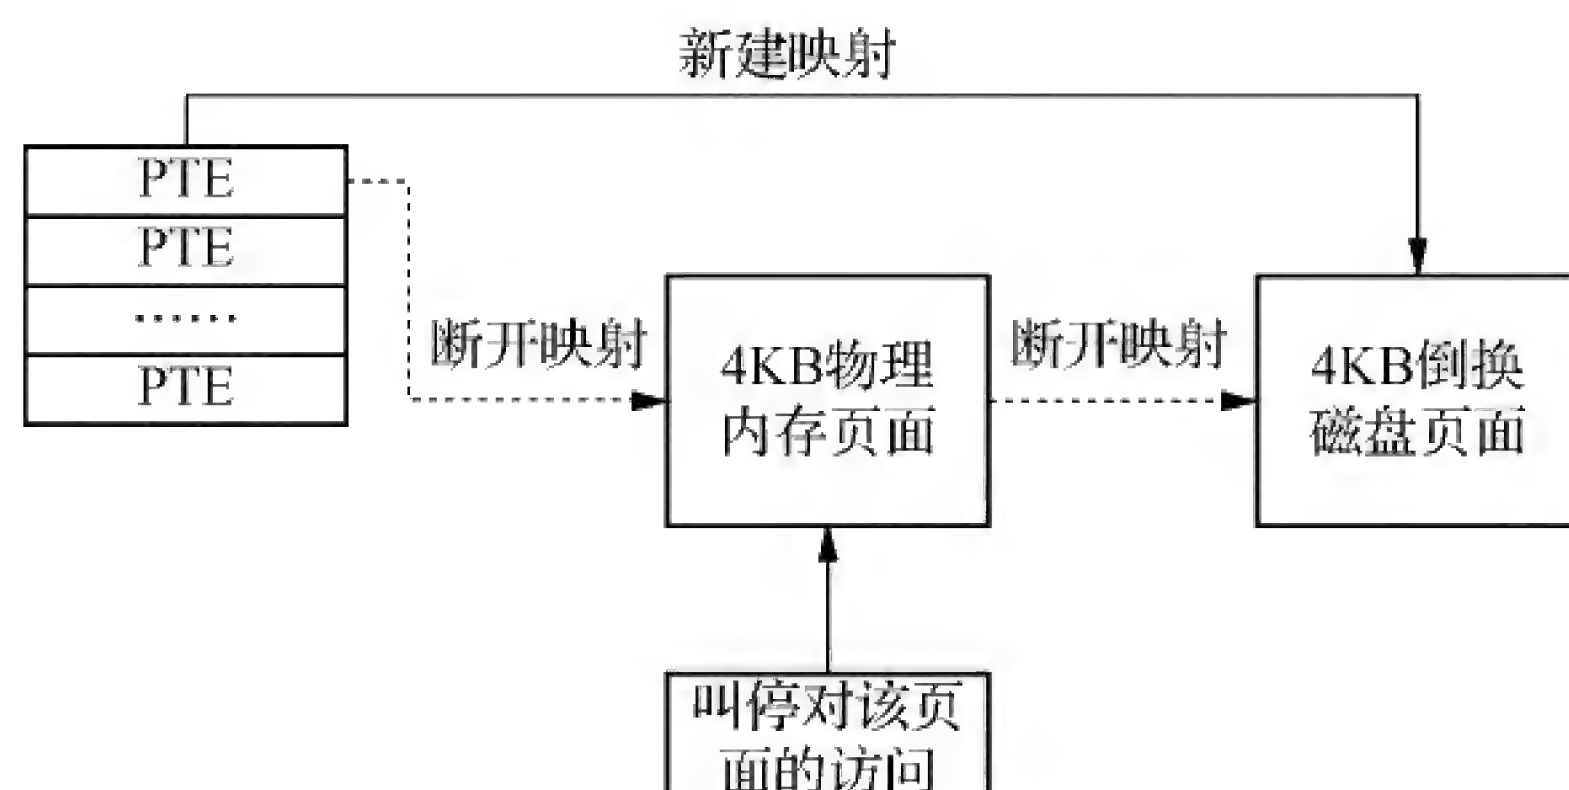 新建映射
PTE
PTE
······
PTE
断开映射
4KB物理
内存页面
断开映射
4KB倒换
磁盘页面
叫停对该页
面的访问